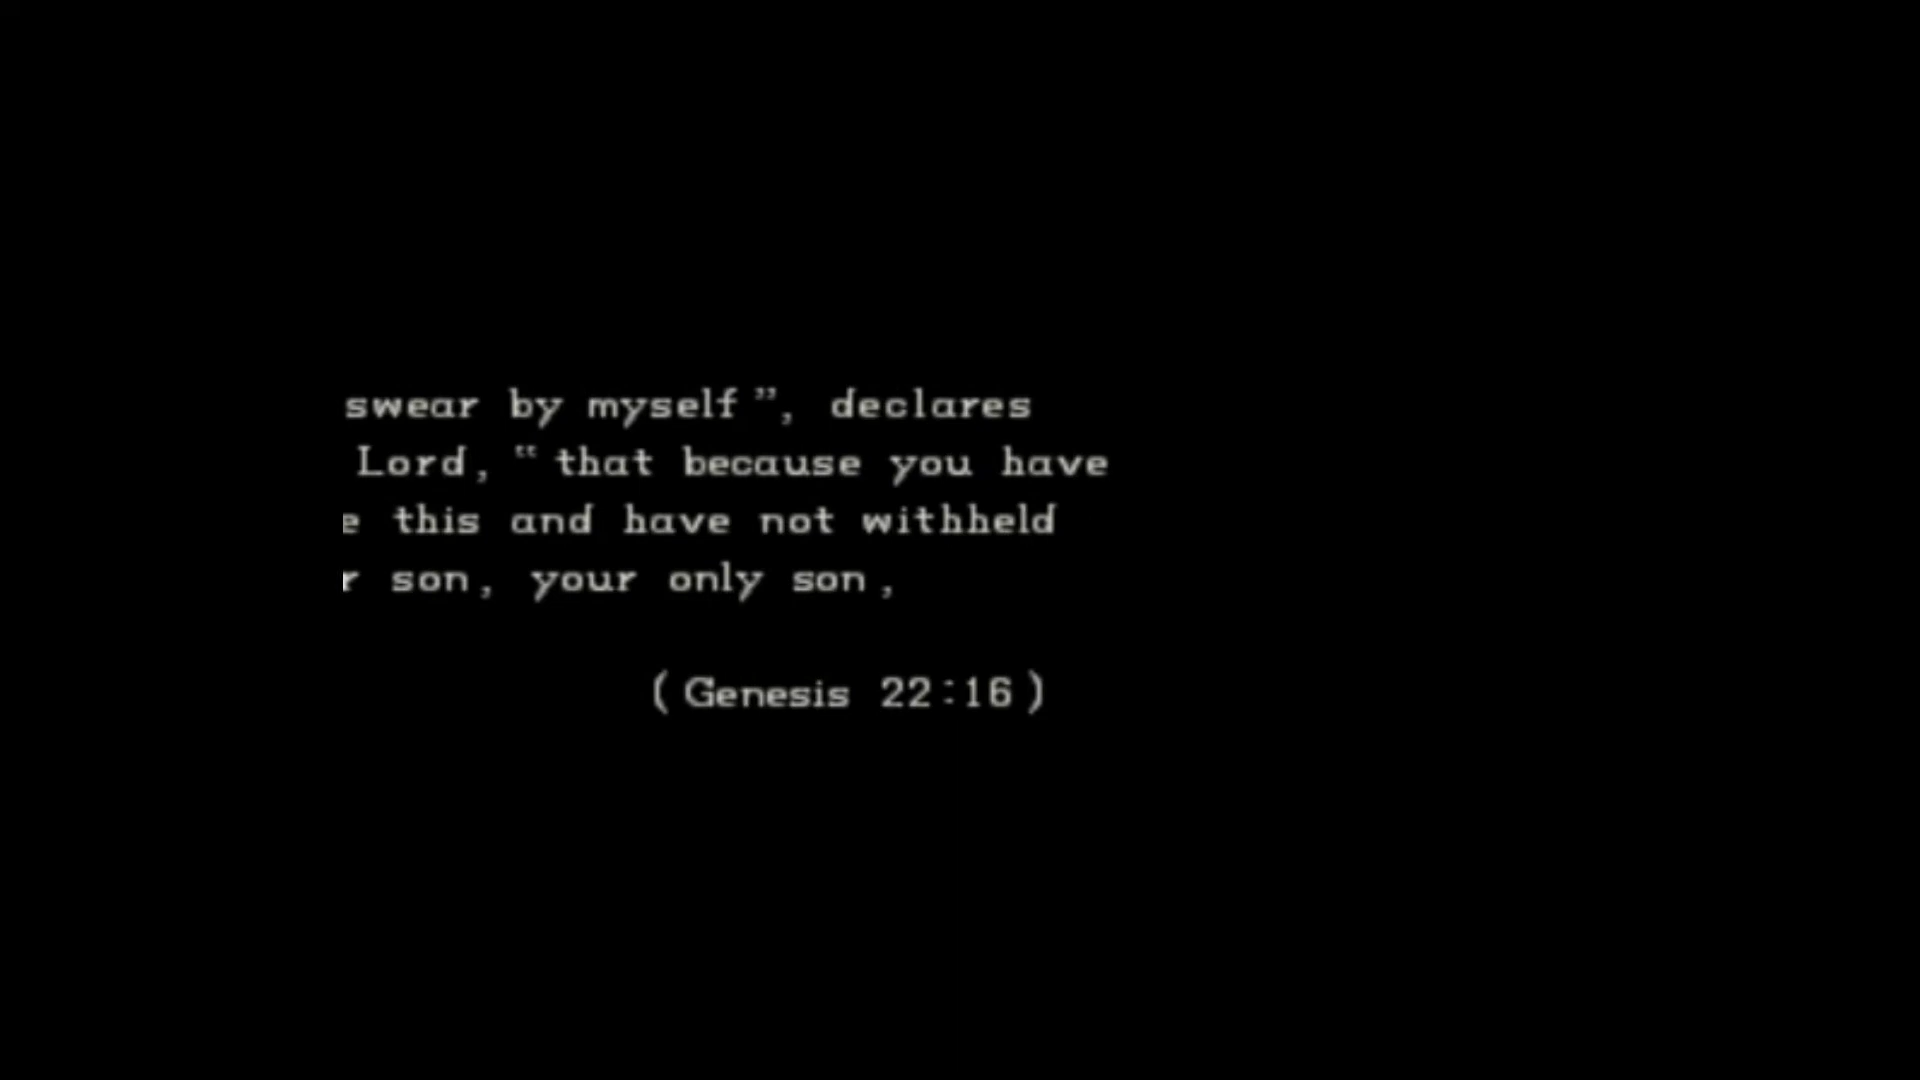 swear by myself”, declares
Lord, “that because you have
e this and have not withheld
r son, your only son,
(Genesis 22:16)